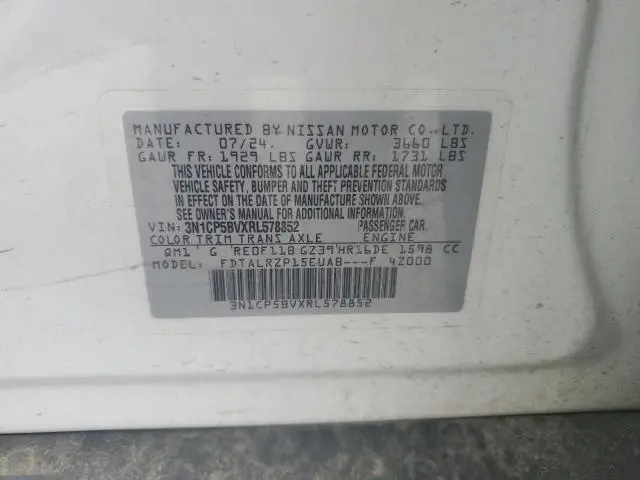 MANUFACTURED BY NISSAN MOTOR CO., LTD.
DATE: 07/24. GVWR: 3660 LBS
GAWR FR: 1929 LBS GAWR RR: 1731 LBS
THIS VEHICLE CONFORMS TO ALL APPLICABLE FEDERAL MOTOR
VEHICLE SAFETY, BUMPER AND THEFT PREVENTION STANDARDS
IN EFFECT ON THE DATE OF MANUFACTURE SHOWN ABOVE.
SEE OWNER'S MANUAL FOR ADDITIONAL INFORMATION.
VIN: 3N1CP5BVXRL578852 PASSENGER CAR.
COLOR TRIM TRANS AXLE ENGINE
QM1 G RE0F11B GZ39 HR16DE 1598 CC
MODEL: FDTALRZP15EUA8---F 4Z000
3N1CP5BVXRL578852